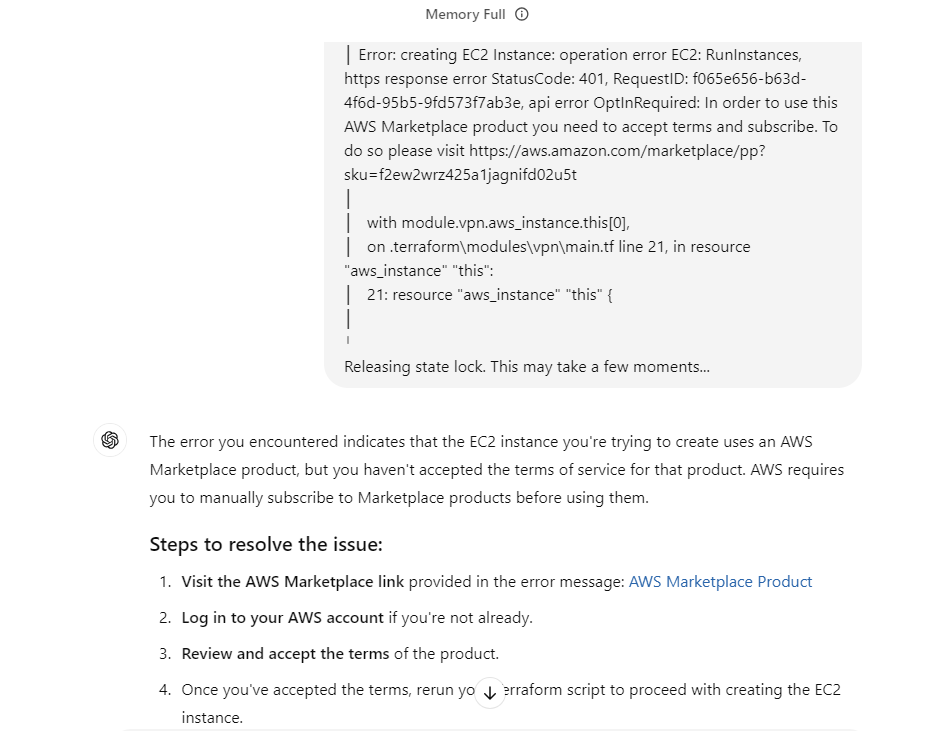 Memory Full
| Error: creating EC2 Instance: operation error EC2: RunInstances,
https response error StatusCode: 401, RequestID: f065e656-b63d-
4f6d-95b5-9fd573f7ab3e, api error OptInRequired: In order to use this
AWS Marketplace product you need to accept terms and subscribe. To
do so please visit https://aws.amazon.com/marketplace/pp?
sku=f2ew2wrz425a1jagnifd02u5t
|
| with module.vpn.aws_instance.this[0],
| on .terraform\modules\vpn\main.tf line 21, in resource
"aws_instance" "this":
| 21: resource "aws_instance" "this" {
|
╵
Releasing state lock. This may take a few moments...
The error you encountered indicates that the EC2 instance you're trying to create uses an AWS
Marketplace product, but you haven't accepted the terms of service for that product. AWS requires
you to manually subscribe to Marketplace products before using them.
Steps to resolve the issue:
1. Visit the AWS Marketplace link provided in the error message: AWS Marketplace Product
2. Log in to your AWS account if you're not already.
3. Review and accept the terms of the product.
4. Once you've accepted the terms, rerun yo erraform script to proceed with creating the EC2
instance.